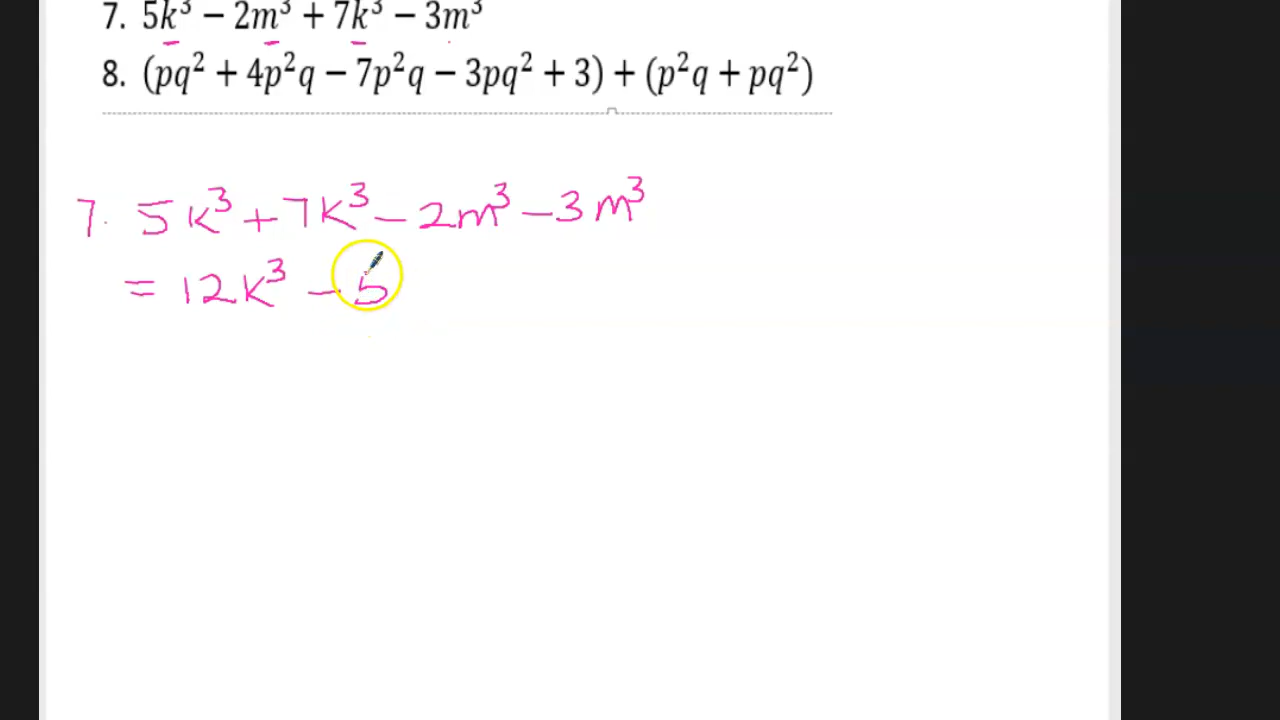 7. 5k³ − 2m³ + 7k³ − 3m³
8. (pq² + 4p²q − 7p²q − 3pq² + 3) + (p²q + pq²)
7. 5k³ + 7k³ − 2m³ − 3m³
= 12k³ − 5